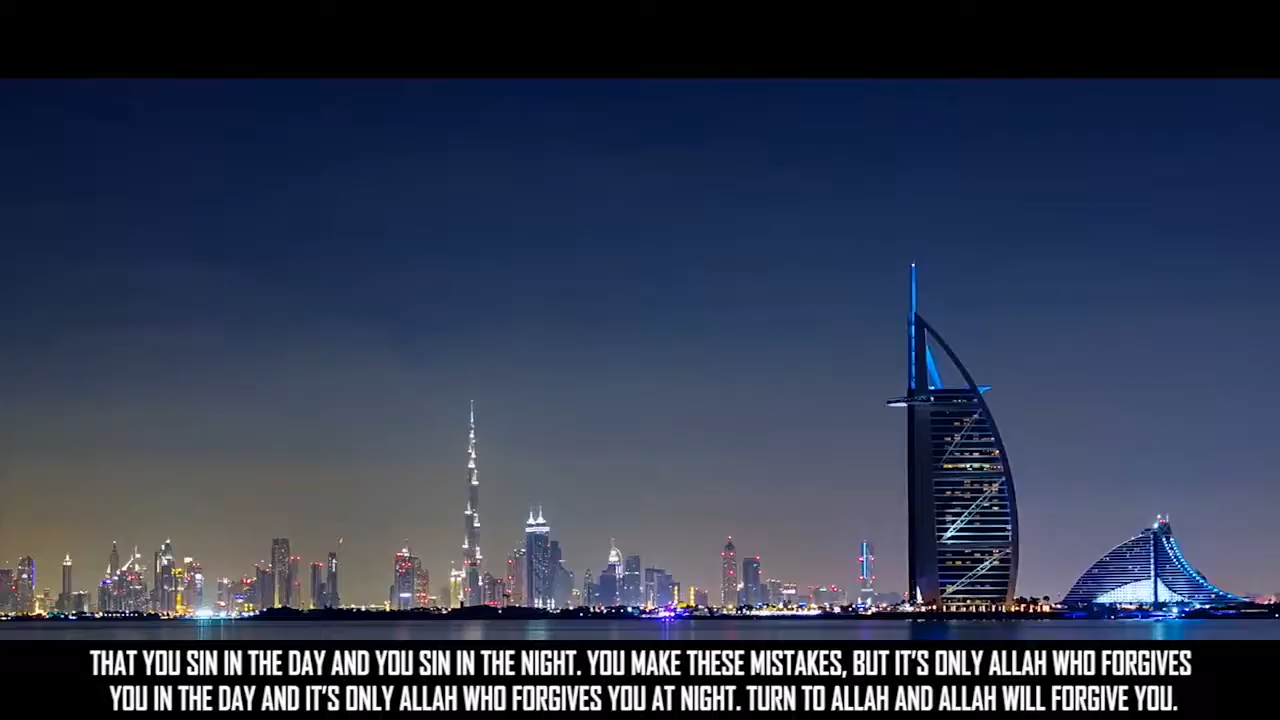 THAT YOU SIN IN THE DAY AND YOU SIN IN THE NIGHT. YOU MAKE THESE MISTAKES, BUT IT'S ONLY ALLAH WHO FORGIVES
YOU IN THE DAY AND IT'S ONLY ALLAH WHO FORGIVES YOU AT NIGHT. TURN TO ALLAH AND ALLAH WILL FORGIVE YOU.